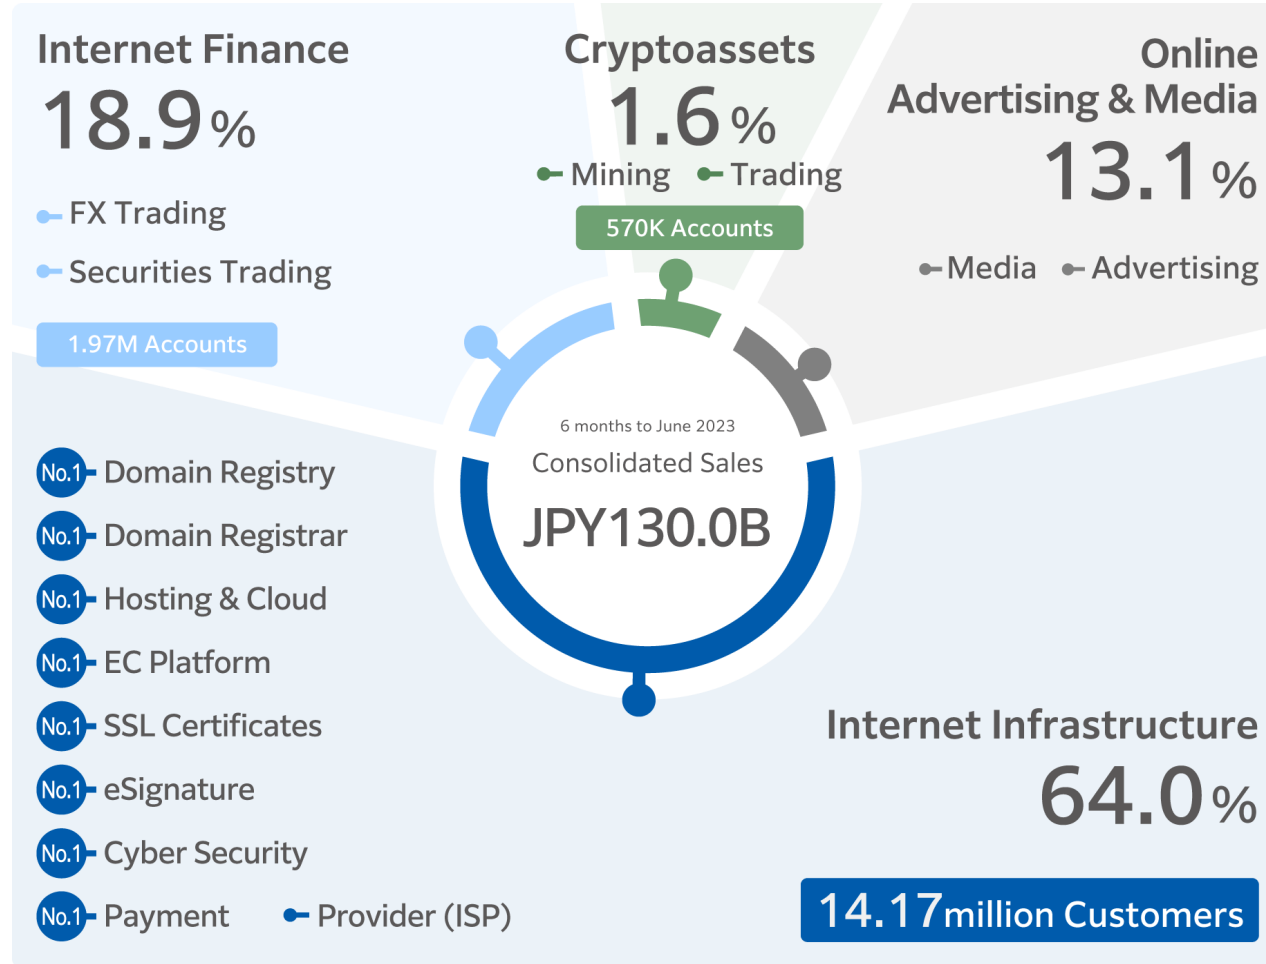 Internet Finance
18.9%
FX Trading
Securities Trading
1.97M Accounts
Cryptoassets
1.6%
Mining Trading
570K Accounts
Online
Advertising & Media
13.1%
Media Advertising
6 months to June 2023
Consolidated Sales
JPY130.0B
No.1 Domain Registry
No.1 Domain Registrar
No.1 Hosting & Cloud
No.1 EC Platform
No.1 SSL Certificates
No.1 eSignature
No.1 Cyber Security
No.1 Payment Provider (ISP)
Internet Infrastructure
64.0%
14.17million Customers